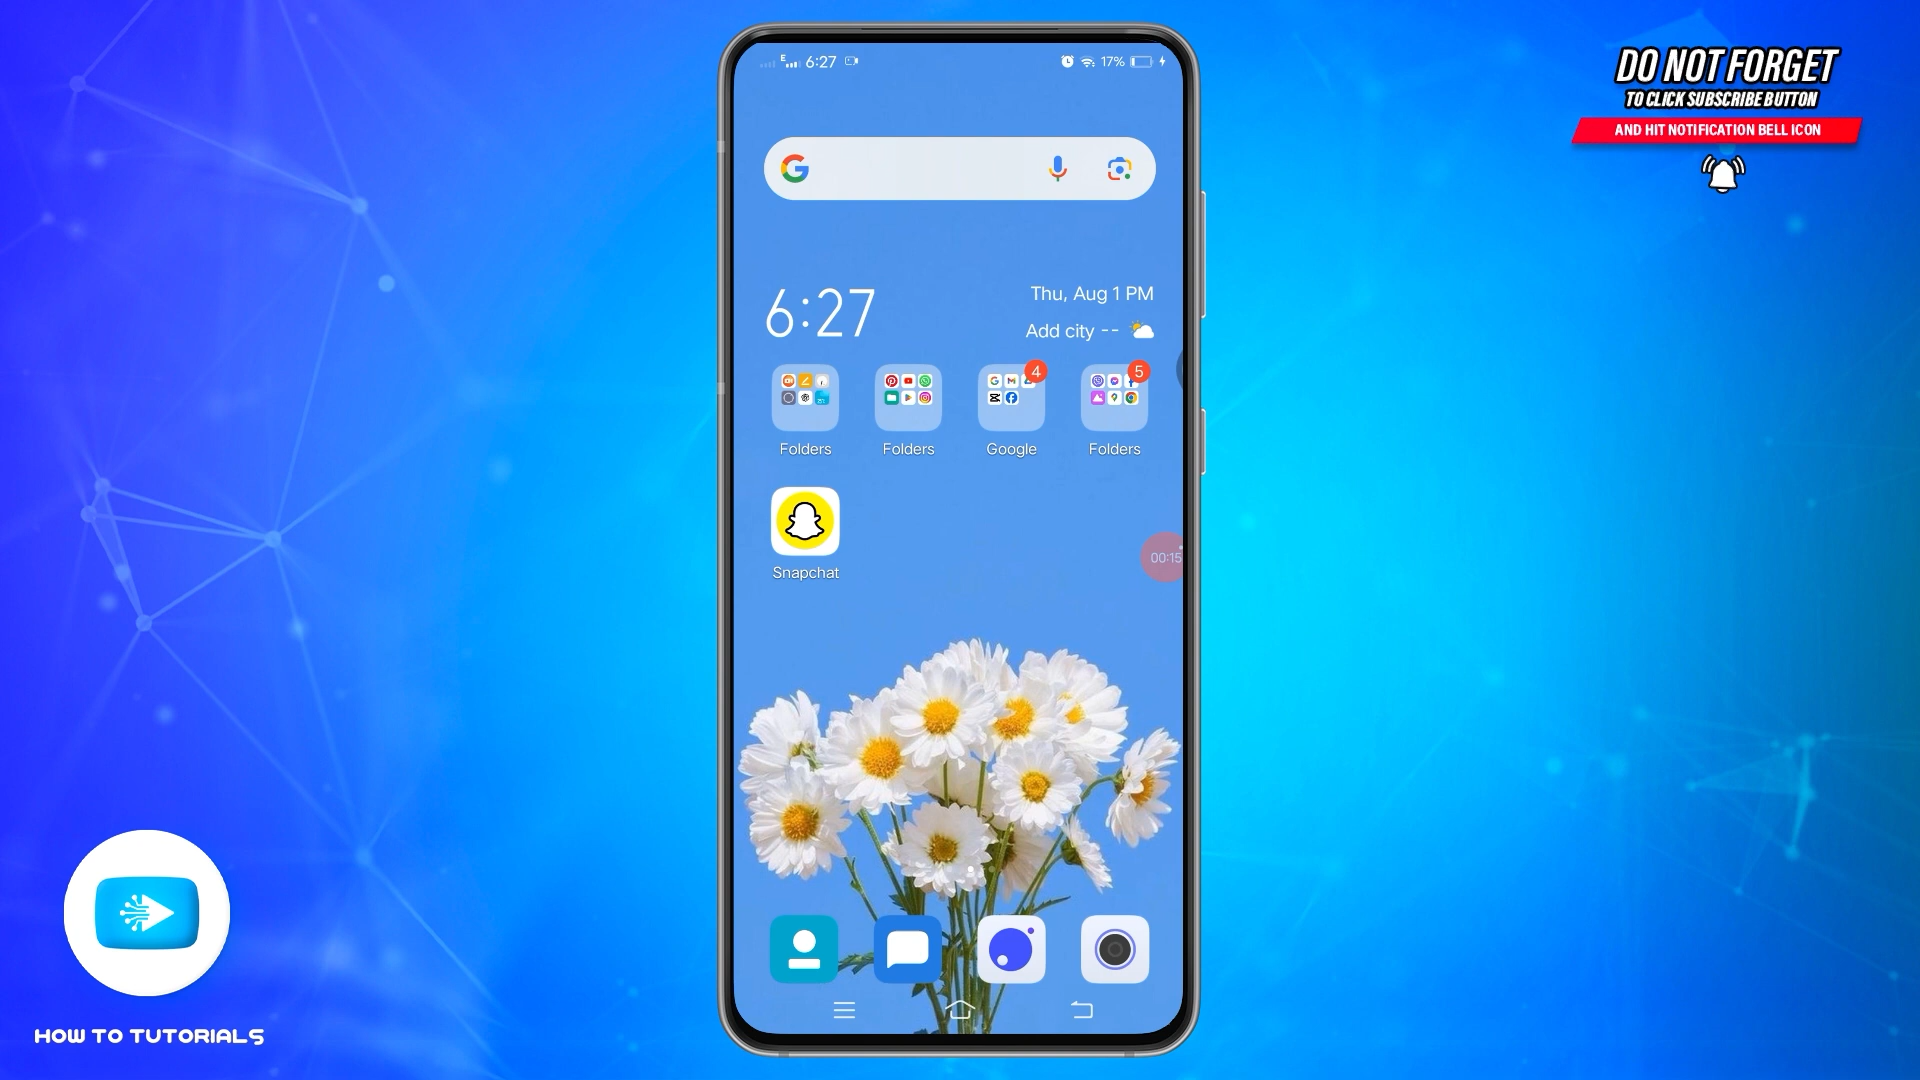 E
6:27
17%
6:27
Thu, Aug 1 PM
Add city --
4
5
Folders
Folders
Google
Folders
Snapchat
00:15
DO NOT FORGET
TO CLICK SUBSCRIBE BUTTON
AND HIT NOTIFICATION BELL ICON
HOW TO TUTORIALS